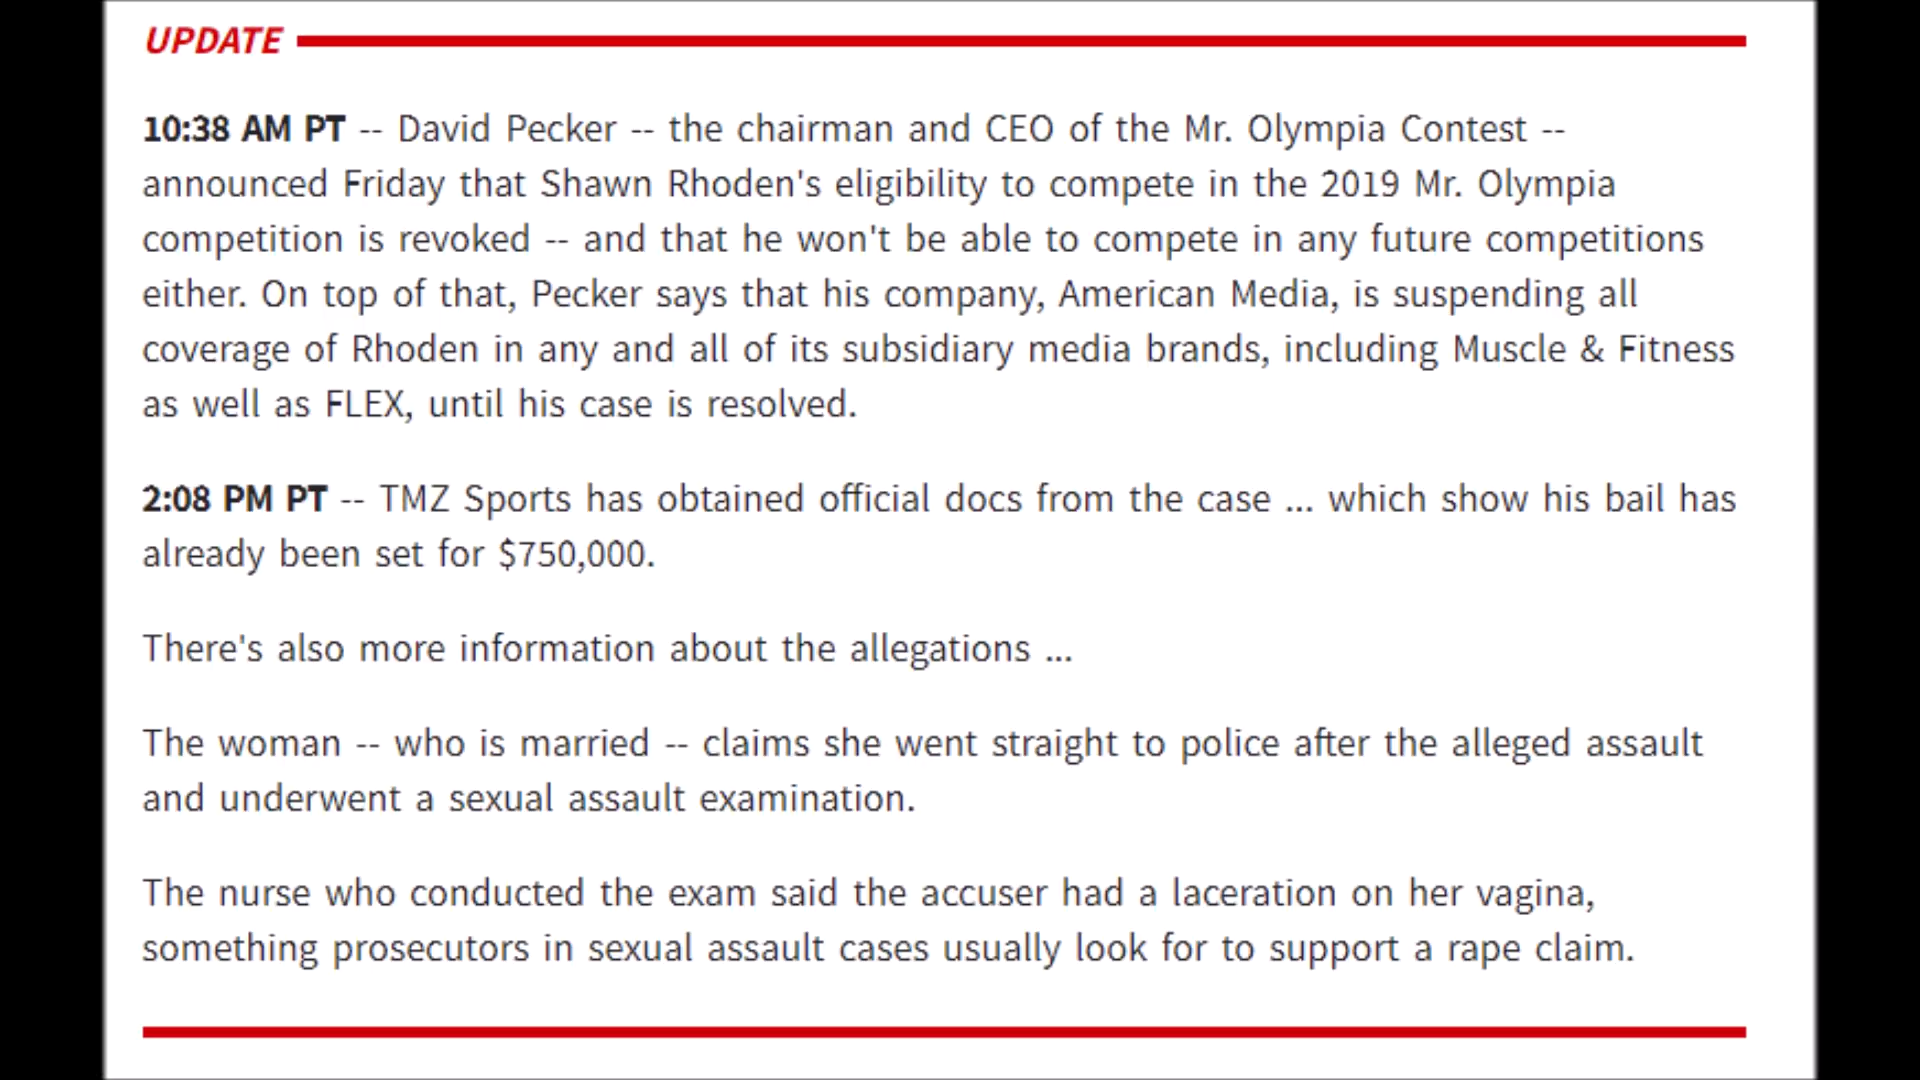 UPDATE
10:38 AM PT -- David Pecker -- the chairman and CEO of the Mr. Olympia Contest --
announced Friday that Shawn Rhoden's eligibility to compete in the 2019 Mr. Olympia
competition is revoked -- and that he won't be able to compete in any future competitions
either. On top of that, Pecker says that his company, American Media, is suspending all
coverage of Rhoden in any and all of its subsidiary media brands, including Muscle & Fitness
as well as FLEX, until his case is resolved.
2:08 PM PT -- TMZ Sports has obtained official docs from the case ... which show his bail has
already been set for $750,000.
There's also more information about the allegations ...
The woman -- who is married -- claims she went straight to police after the alleged assault
and underwent a sexual assault examination.
The nurse who conducted the exam said the accuser had a laceration on her vagina,
something prosecutors in sexual assault cases usually look for to support a rape claim.